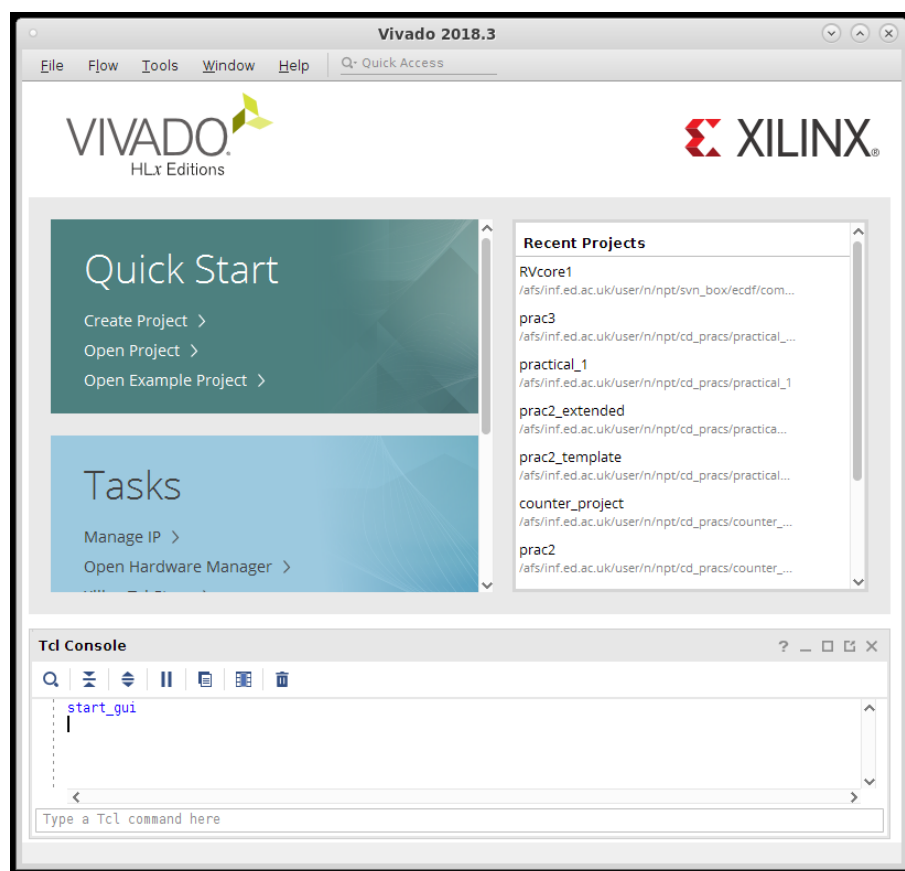 Vivado 2018.3
File Flow Tools Window Help Quick Access
VIVADO.
HLx Editions
XILINX
Quick Start
Create Project
Open Project
Open Example Project
Tasks
Manage IP
Open Hardware Manager
Recent Projects
RVcore1
/afs/inf.ed.ac.uk/user/n/npt/svn_box/ecdf/com...
prac3
/afs/inf.ed.ac.uk/user/n/npt/cd_pracs/practical_...
practical_1
/afs/inf.ed.ac.uk/user/n/npt/cd_pracs/practical_1
prac2_extended
/afs/inf.ed.ac.uk/user/n/npt/cd_pracs/practica...
prac2_template
/afs/inf.ed.ac.uk/user/n/npt/cd_pracs/practical...
counter_project
/afs/inf.ed.ac.uk/user/n/npt/cd_pracs/counter_...
prac2
/afs/inf.ed.ac.uk/user/n/npt/cd_pracs/counter_...
Tcl Console
start_gui
Type a Tcl command here